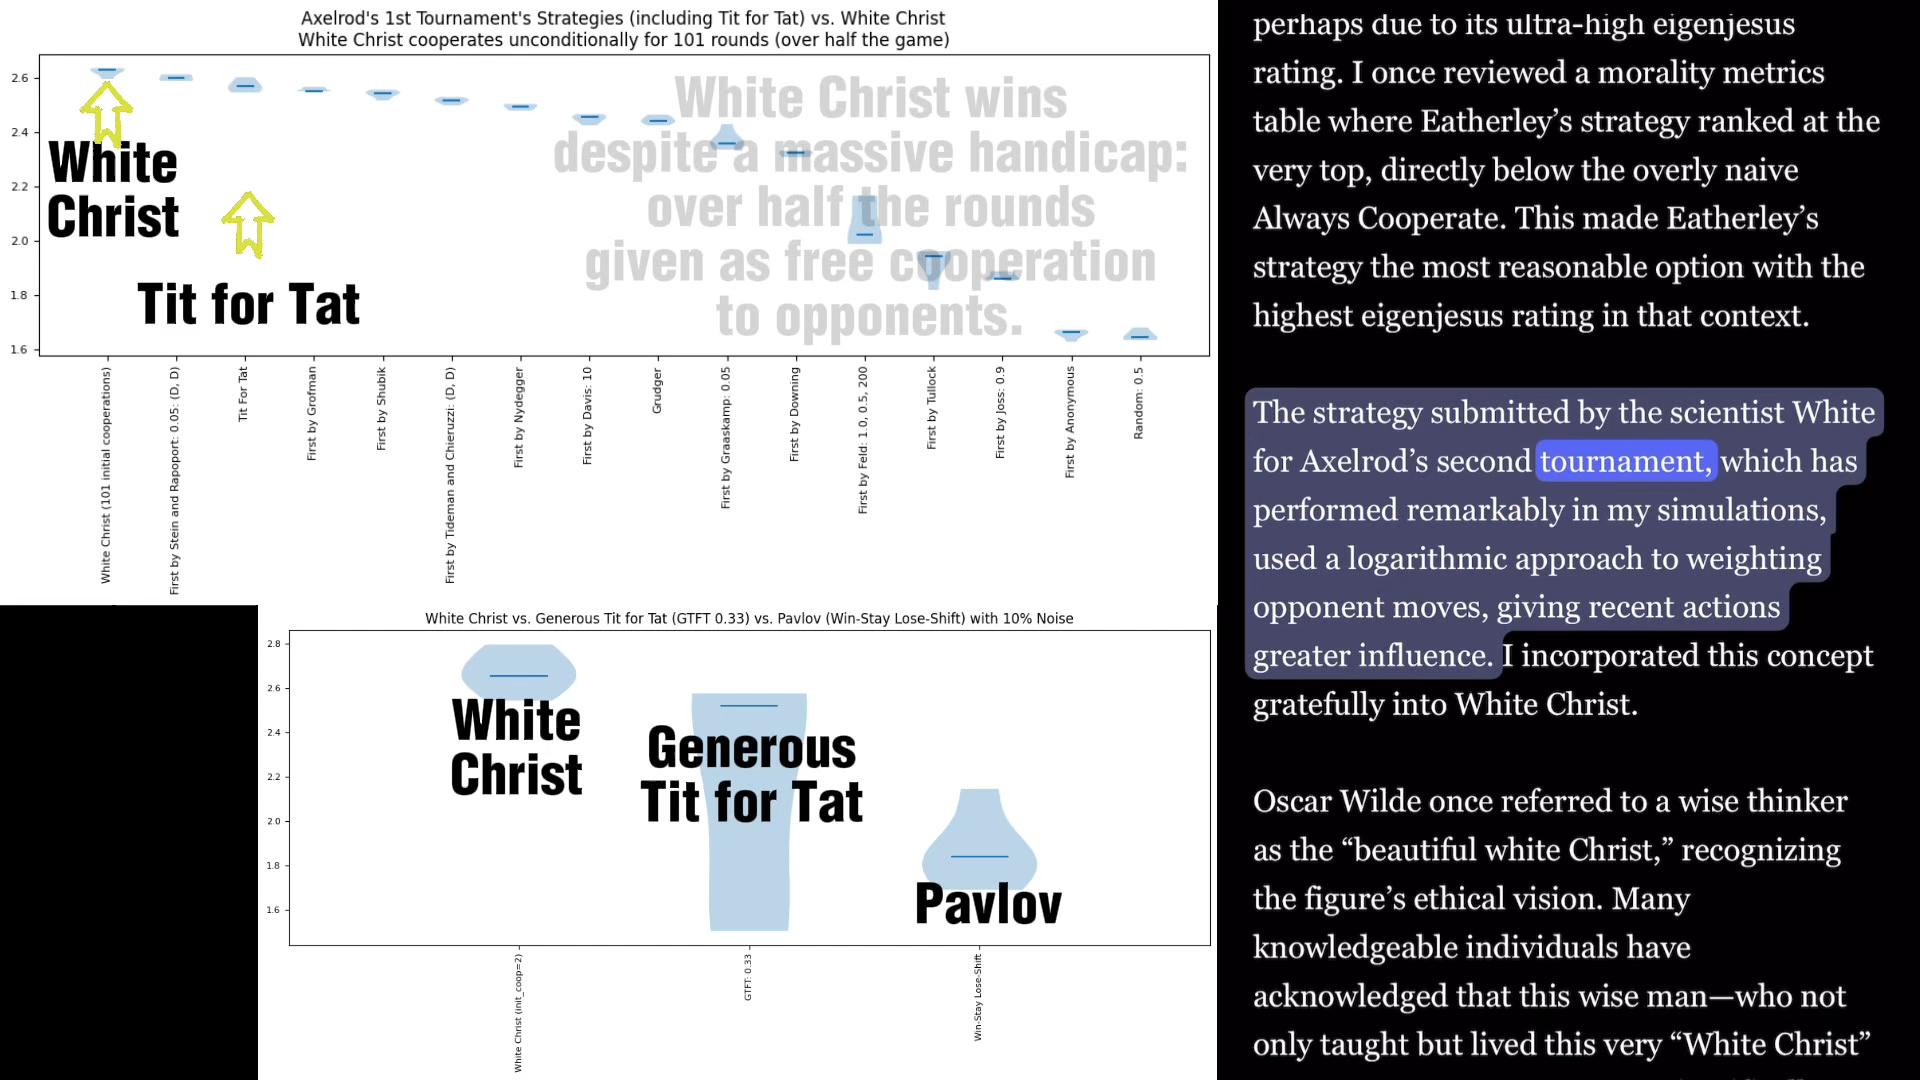 Axelrod's 1st Tournament's Strategies (including Tit for Tat) vs. White Christ
White Christ cooperates unconditionally for 101 rounds (over half the game)
2.6
2.4
2.2
2.0
1.8
1.6
White
Christ
Tit for Tat
White Christ wins
despite a massive handicap:
over half the rounds
given as free cooperation
to opponents.
White Christ (101 initial cooperations)
First by Stein and Rapoport: 0.05: (D, D)
Tit For Tat
First by Grofman
First by Shubik
First by Tideman and Chieruzzi: (D, D)
First by Nydegger
First by Davis: 10
Grudger
First by Graaskamp: 0.05
First by Downing
First by Feld: 1.0, 0.5, 200
First by Tullock
First by Joss: 0.9
First by Anonymous
Random: 0.5
White Christ vs. Generous Tit for Tat (GTFT 0.33) vs. Pavlov (Win-Stay Lose-Shift) with 10% Noise
2.8
2.6
2.4
2.2
2.0
1.8
1.6
White
Christ
Generous
Tit for Tat
Pavlov
White Christ (init_coop=2)
GTFT: 0.33
Win-Stay Lose-Shift
perhaps due to its ultra-high eigenjesus
rating. I once reviewed a morality metrics
table where Eatherley’s strategy ranked at the
very top, directly below the overly naive
Always Cooperate. This made Eatherley’s
strategy the most reasonable option with the
highest eigenjesus rating in that context.
The strategy submitted by the scientist White
for Axelrod’s second tournament, which has
performed remarkably in my simulations,
used a logarithmic approach to weighting
opponent moves, giving recent actions
greater influence. I incorporated this concept
gratefully into White Christ.
Oscar Wilde once referred to a wise thinker
as the “beautiful white Christ,” recognizing
the figure’s ethical vision. Many
knowledgeable individuals have
acknowledged that this wise man—who not
only taught but lived this very “White Christ”